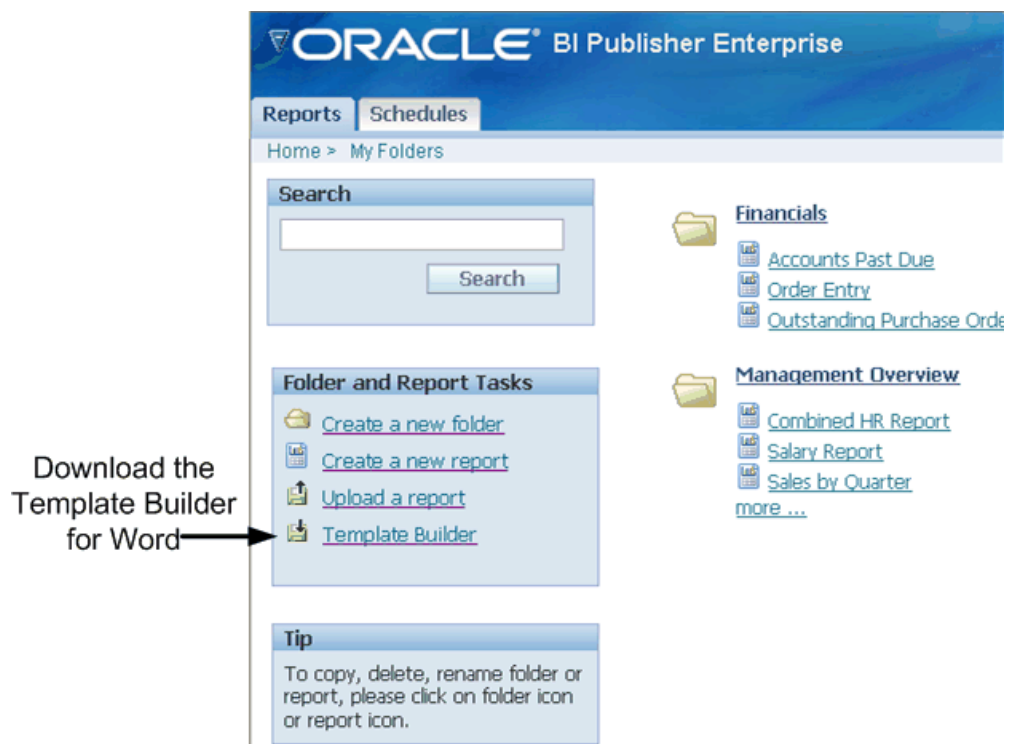 ORACLE® BI Publisher Enterprise
Reports Schedules
Home > My Folders
Search
Search
Folder and Report Tasks
Create a new folder
Create a new report
Upload a report
Template Builder
Download the
Template Builder
for Word
Tip
To copy, delete, rename folder or
report, please click on folder icon
or report icon.
Financials
Accounts Past Due
Order Entry
Outstanding Purchase Orde
Management Overview
Combined HR Report
Salary Report
Sales by Quarter
more ...